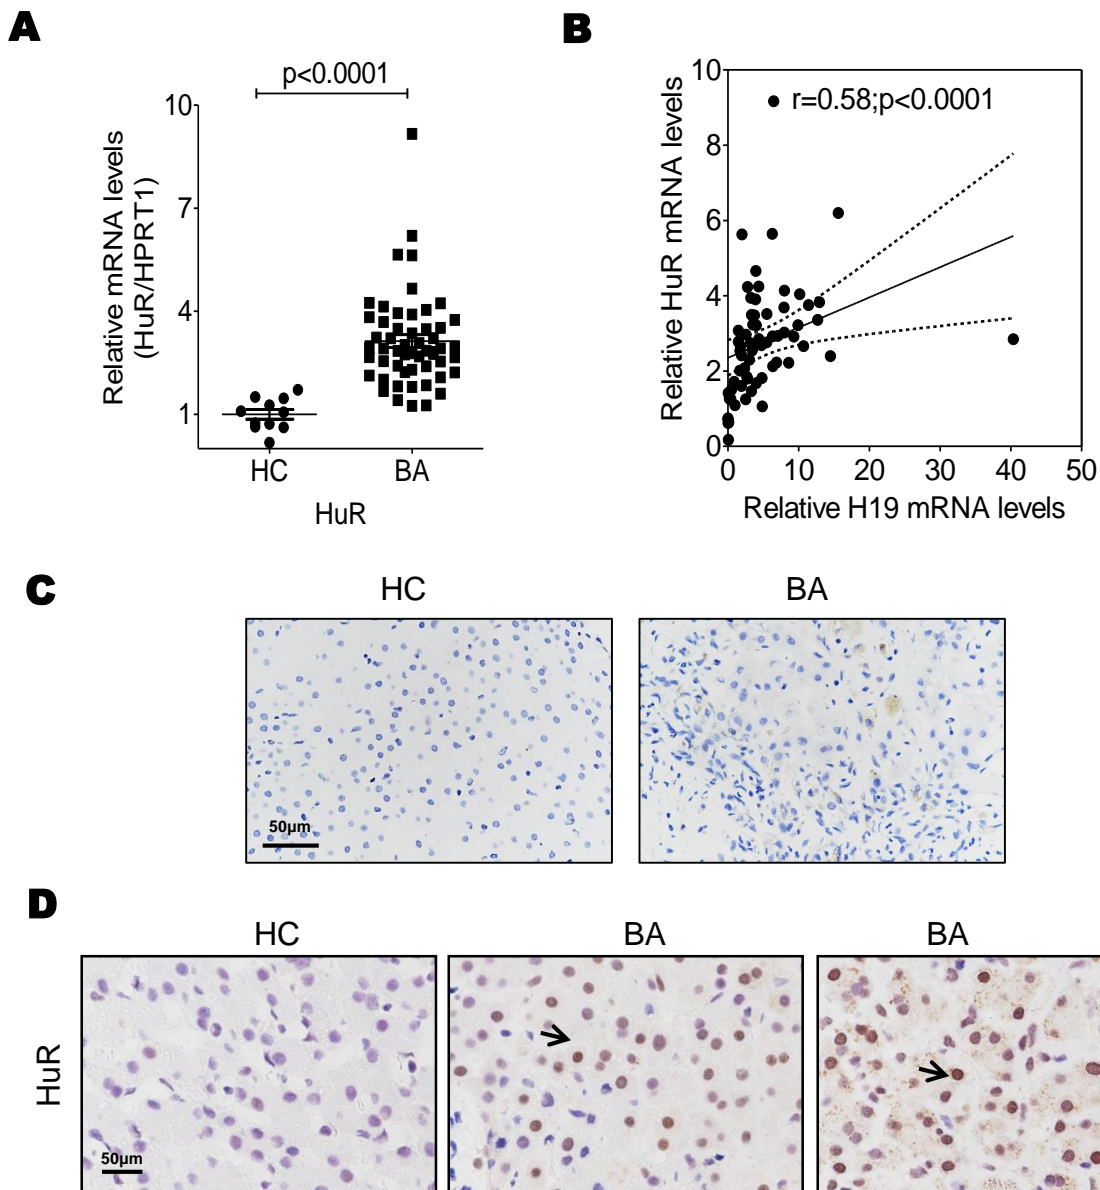 A
p<0.0001
Relative mRNA levels
(HuR/HPRT1)
10
7
4
1
HC
BA
HuR
B
r=0.58;p<0.0001
Relative HuR mRNA levels
10
8
6
4
2
0
0
10
20
30
40
50
Relative H19 mRNA levels
C
HC
BA
50µm
D
HC
BA
BA
HuR
50µm